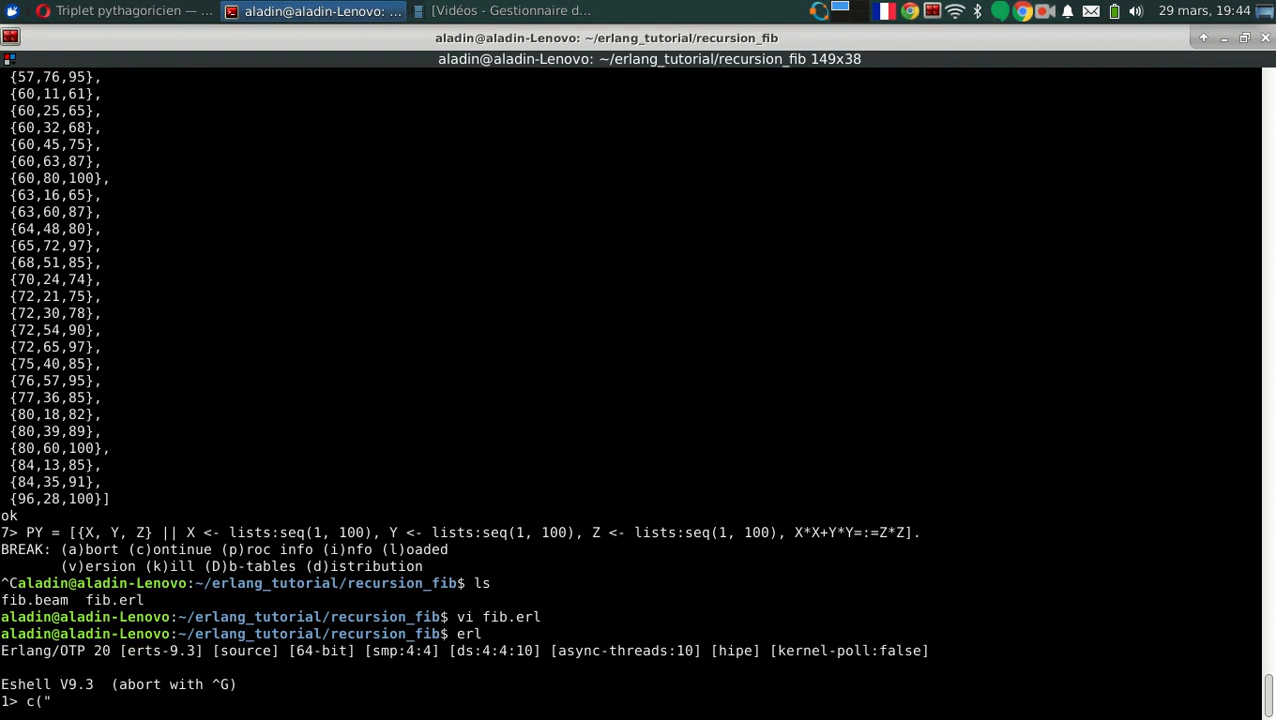 Triplet pythagoricien — ...
aladin@aladin-Lenovo: ...
[Vidéos - Gestionnaire d...
29 mars, 19:44
aladin@aladin-Lenovo: ~/erlang_tutorial/recursion_fib
aladin@aladin-Lenovo: ~/erlang_tutorial/recursion_fib 149x38
{57,76,95},
{60,11,61},
{60,25,65},
{60,32,68},
{60,45,75},
{60,63,87},
{60,80,100},
{63,16,65},
{63,60,87},
{64,48,80},
{65,72,97},
{68,51,85},
{70,24,74},
{72,21,75},
{72,30,78},
{72,54,90},
{72,65,97},
{75,40,85},
{76,57,95},
{77,36,85},
{80,18,82},
{80,39,89},
{80,60,100},
{84,13,85},
{84,35,91},
{96,28,100}]
ok
7> PY = [{X, Y, Z} || X <- lists:seq(1, 100), Y <- lists:seq(1, 100), Z <- lists:seq(1, 100), X*X+Y*Y=:=Z*Z].
BREAK: (a)bort (c)ontinue (p)roc info (i)nfo (l)oaded
(v)ersion (k)ill (D)b-tables (d)istribution
^Caladin@aladin-Lenovo:~/erlang_tutorial/recursion_fib$ ls
fib.beam  fib.erl
aladin@aladin-Lenovo:~/erlang_tutorial/recursion_fib$ vi fib.erl
aladin@aladin-Lenovo:~/erlang_tutorial/recursion_fib$ erl
Erlang/OTP 20 [erts-9.3] [source] [64-bit] [smp:4:4] [ds:4:4:10] [async-threads:10] [hipe] [kernel-poll:false]
Eshell V9.3  (abort with ^G)
1> c("